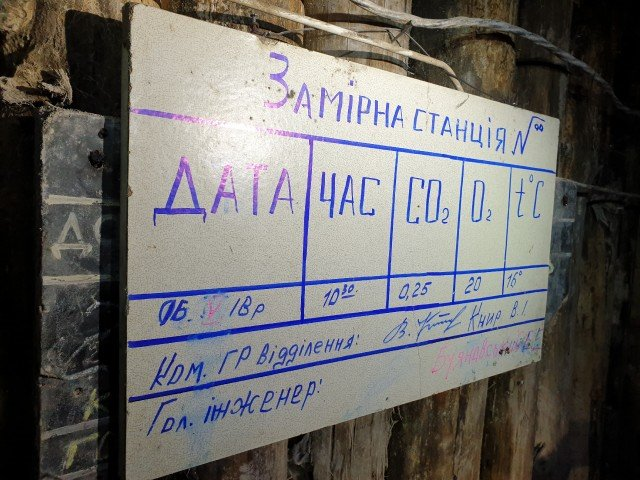 Замірна станція №
Дата Час CO₂ O₂ t°C
06. IV 18р 10³⁰ 0,25 20 16°
Ком. ГР відділення: Книр В І
Гол. інженер: